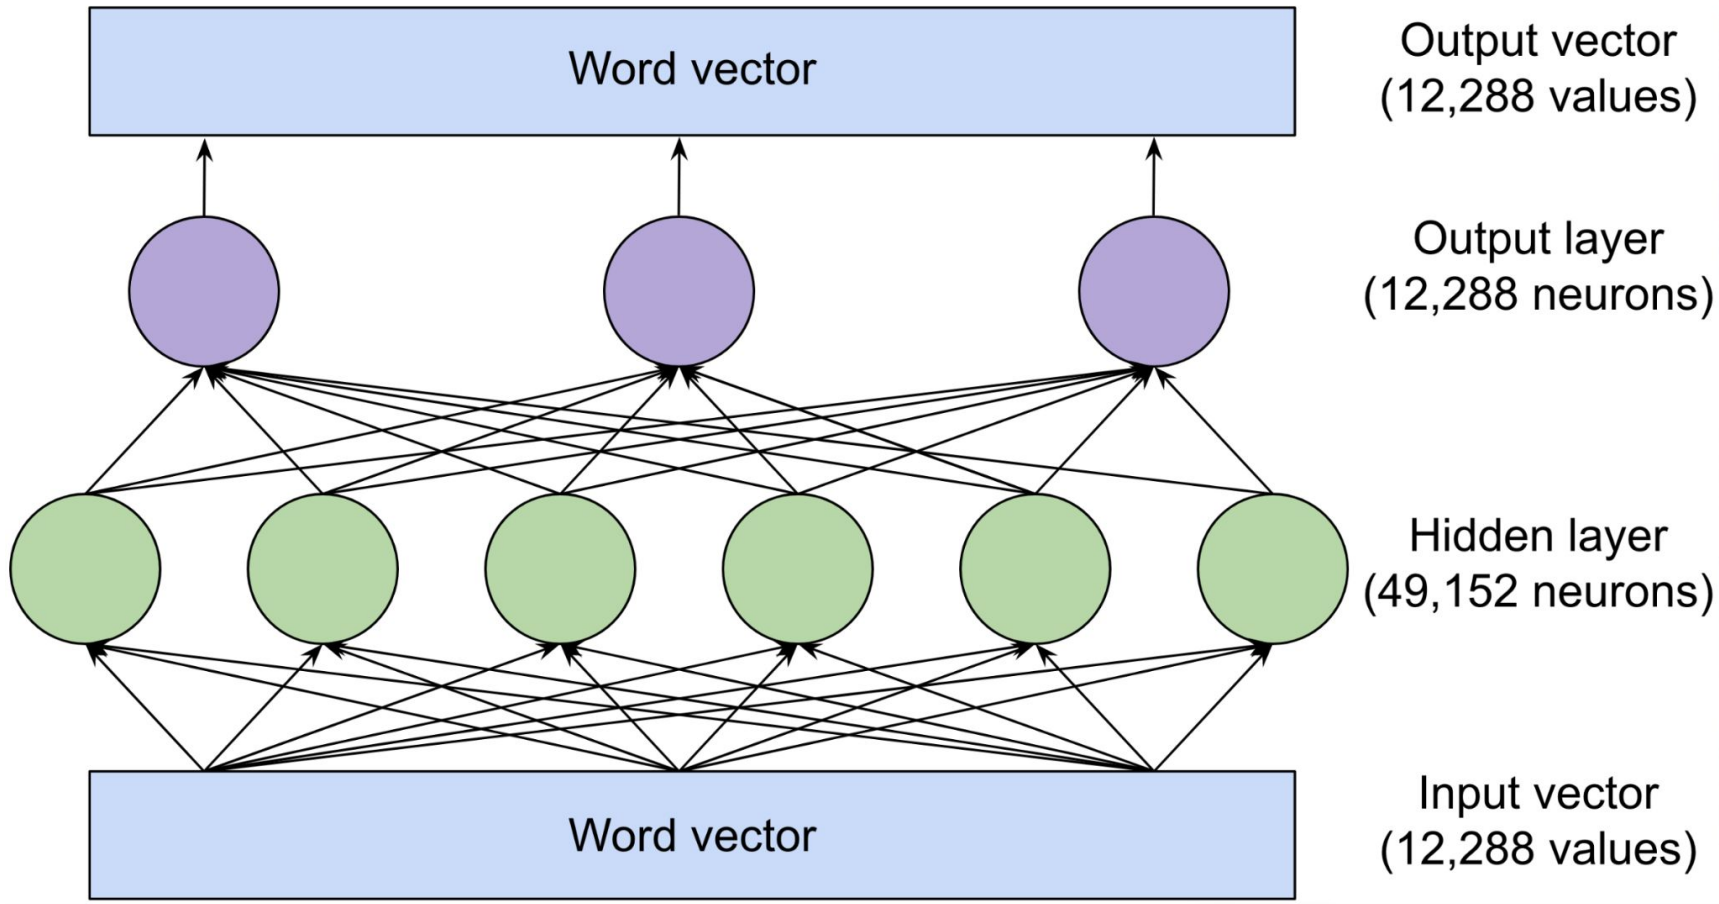 Word vector
Output vector
(12,288 values)
Output layer
(12,288 neurons)
Hidden layer
(49,152 neurons)
Word vector
Input vector
(12,288 values)